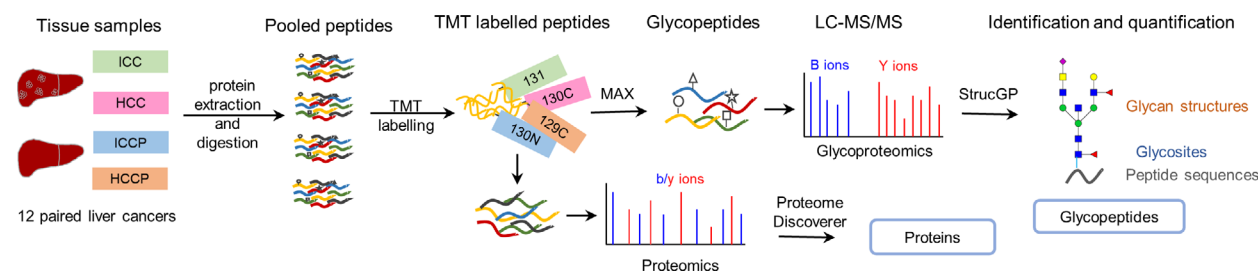 Tissue samples
Pooled peptides
TMT labelled peptides
Glycopeptides
LC-MS/MS
Identification and quantification
ICC
HCC
ICCP
HCCP
12 paired liver cancers
protein
extraction
and
digestion
TMT
labelling
131
130C
129C
130N
MAX
B ions
Y ions
Glycoproteomics
StrucGP
Glycan structures
Glycosites
Peptide sequences
Glycopeptides
b/y ions
Proteomics
Proteome
Discoverer
Proteins